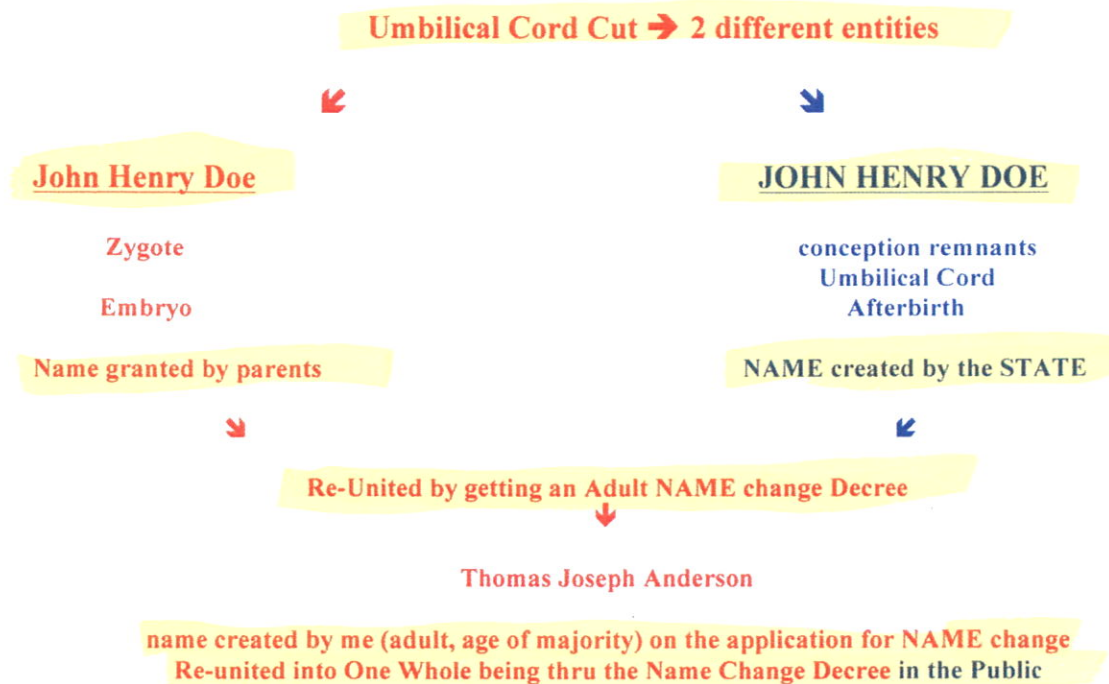 Umbilical Cord Cut ➔ 2 different entities
John Henry Doe JOHN HENRY DOE
Zygote conception remnants
Umbilical Cord
Embryo Afterbirth
Name granted by parents NAME created by the STATE
Re-United by getting an Adult NAME change Decree
Thomas Joseph Anderson
name created by me (adult, age of majority) on the application for NAME change
Re-united into One Whole being thru the Name Change Decree in the Public